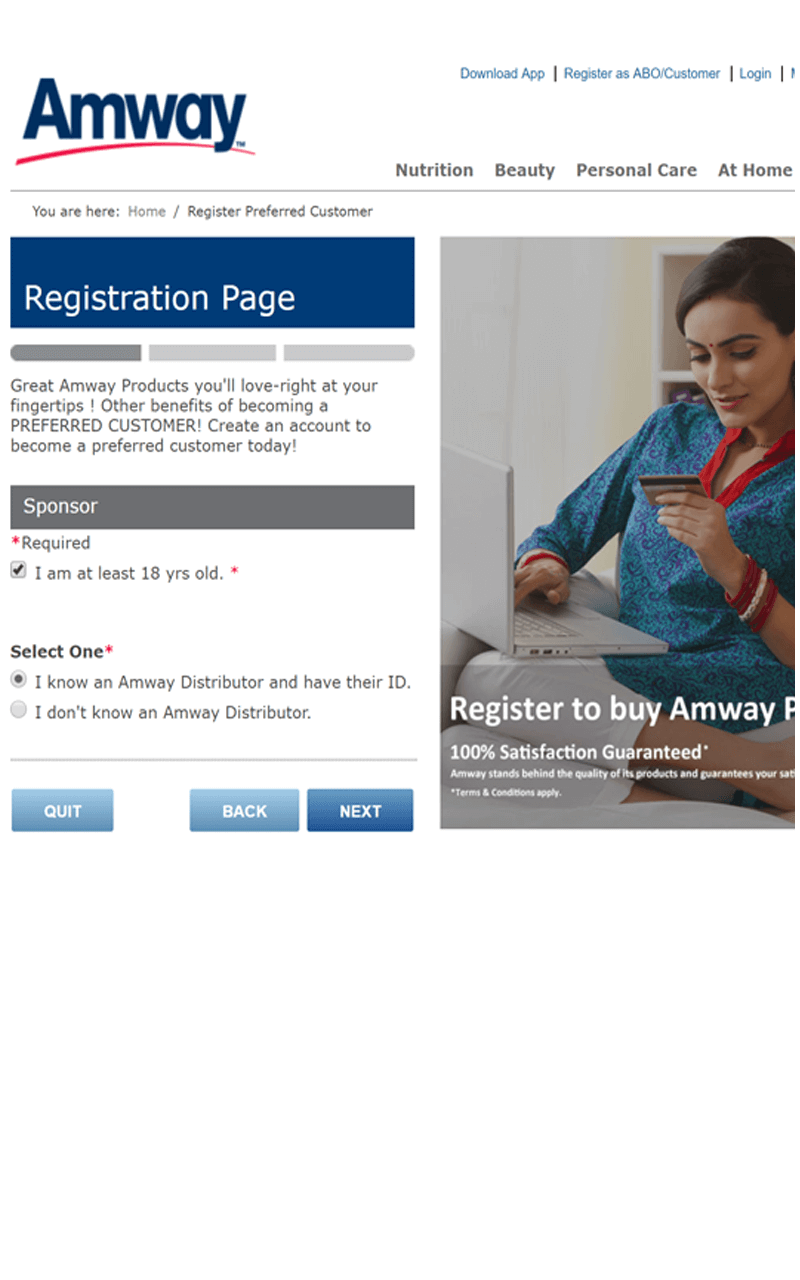 Download App | Register as ABO/Customer | Login |
Amway™
Nutrition Beauty Personal Care At Home
You are here: Home / Register Preferred Customer
Registration Page
Great Amway Products you'll love-right at your
fingertips ! Other benefits of becoming a
PREFERRED CUSTOMER! Create an account to
become a preferred customer today!
Sponsor
*Required
I am at least 18 yrs old. *
Select One*
I know an Amway Distributor and have their ID.
I don't know an Amway Distributor.
QUIT BACK NEXT
Register to buy Amway P
100% Satisfaction Guaranteed*
Amway stands behind the quality of its products and guarantees your sati
*Terms & Conditions apply.